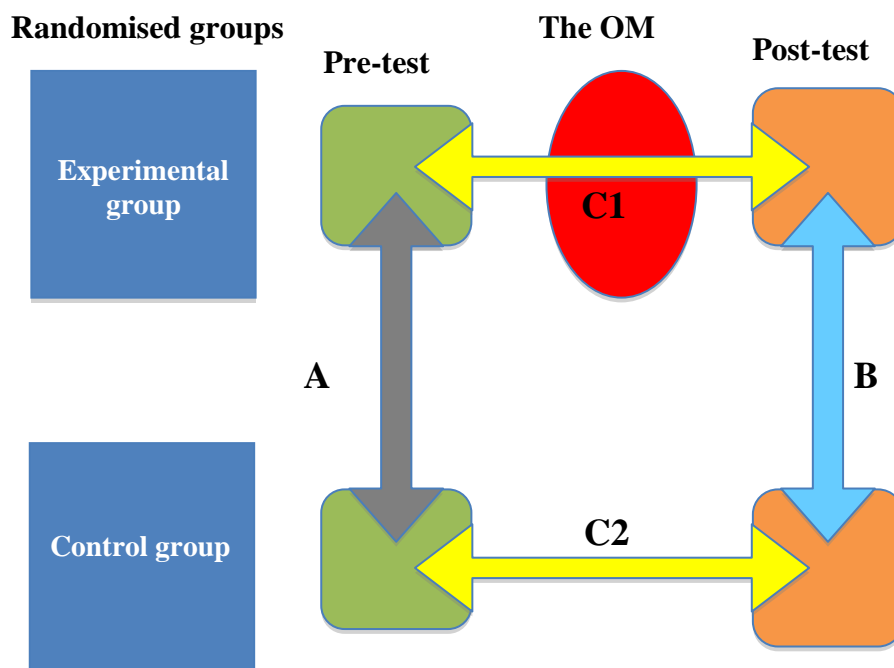 Randomised groups
The OM
Pre-test
Post-test
Experimental
group
C1
A
B
Control group
C2